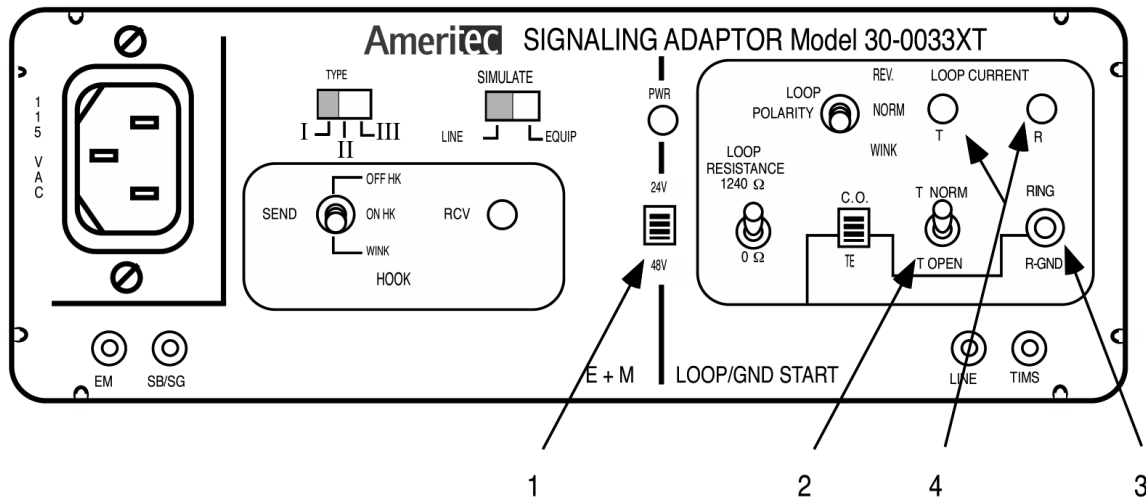 Ameritec SIGNALING ADAPTOR Model 30-0033XT
115 VAC
TYPE
I
II
III
SIMULATE
LINE
EQUIP
SEND
OFF HK
ON HK
WINK
HOOK
RCV
EM
SB/SG
PWR
24V
48V
E + M
LOOP/GND START
LOOP
POLARITY
REV.
NORM
WINK
LOOP CURRENT
T
R
LOOP
RESISTANCE
1240 Ω
0 Ω
C.O.
TE
T NORM
T OPEN
RING
R-GND
LINE
TIMS
1
2
4
3